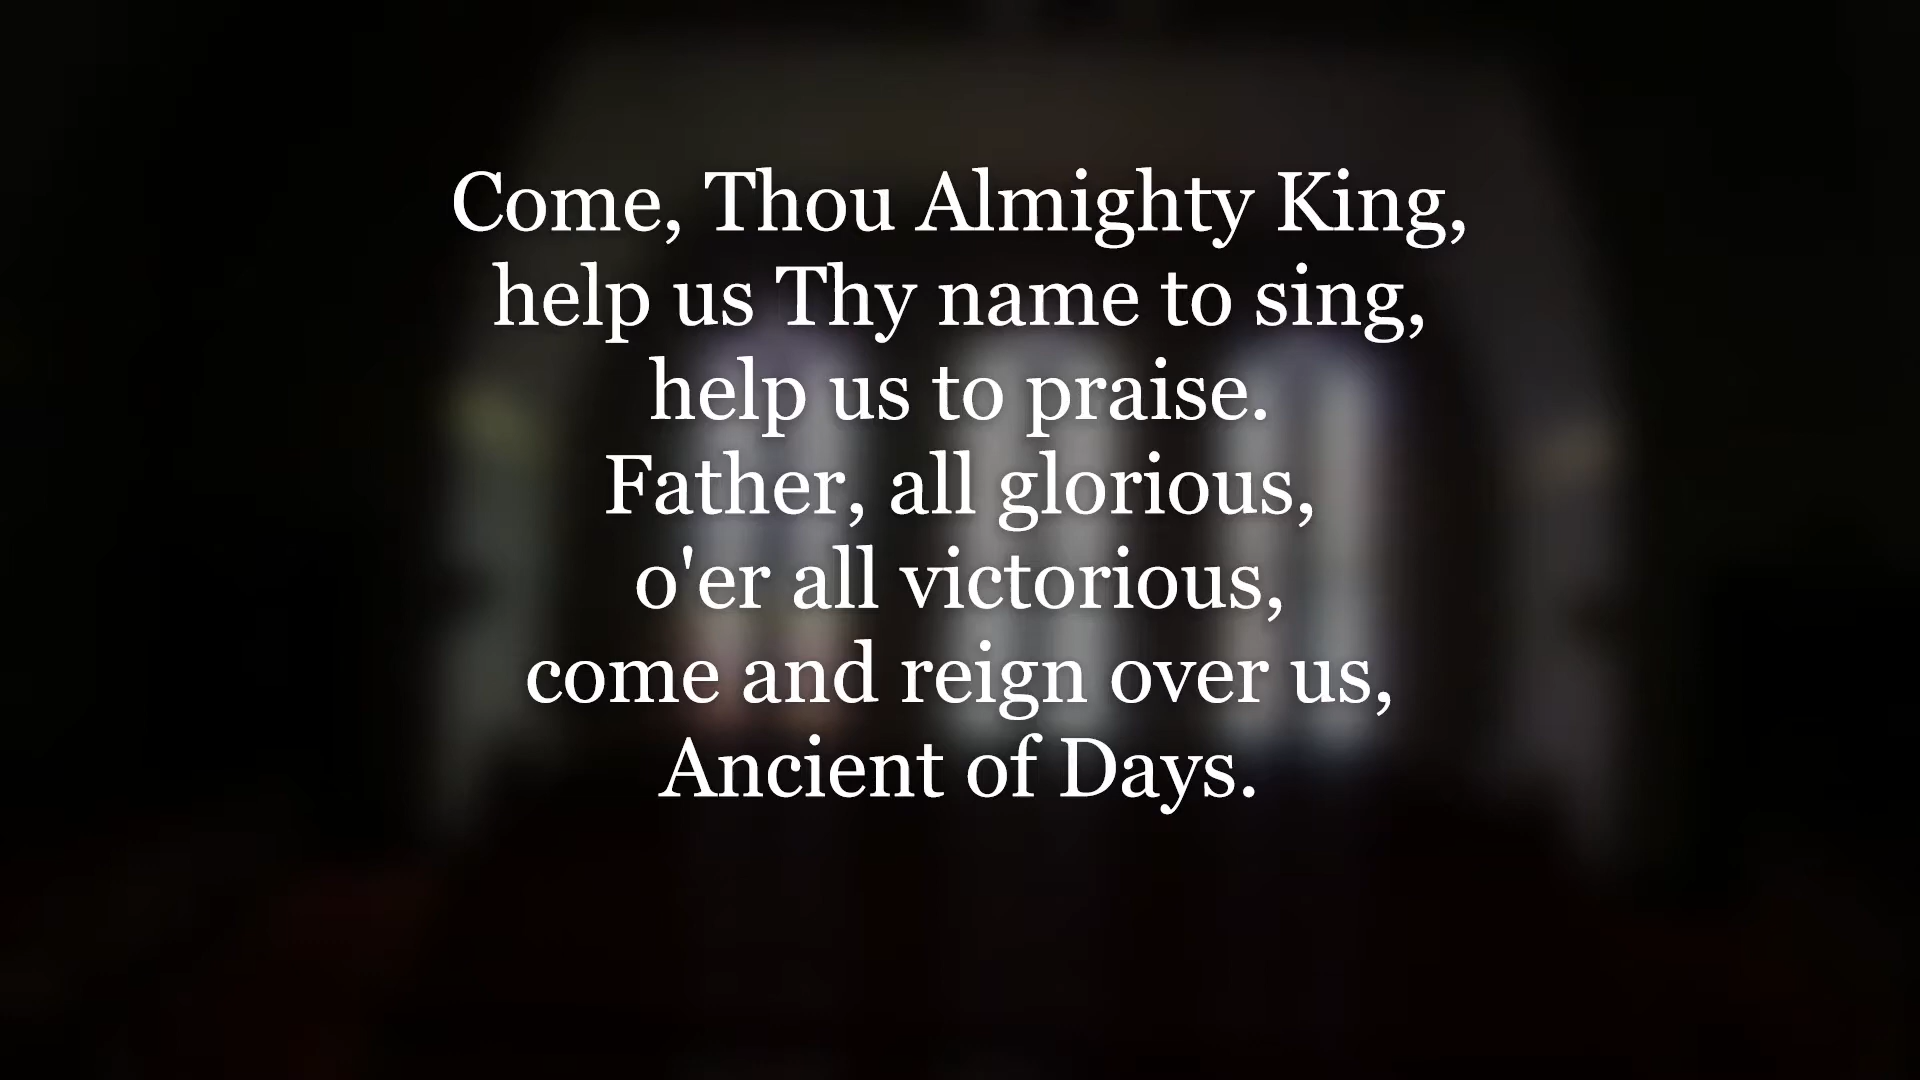 Come, Thou Almighty King,
help us Thy name to sing,
help us to praise.
Father, all glorious,
o'er all victorious,
come and reign over us,
Ancient of Days.